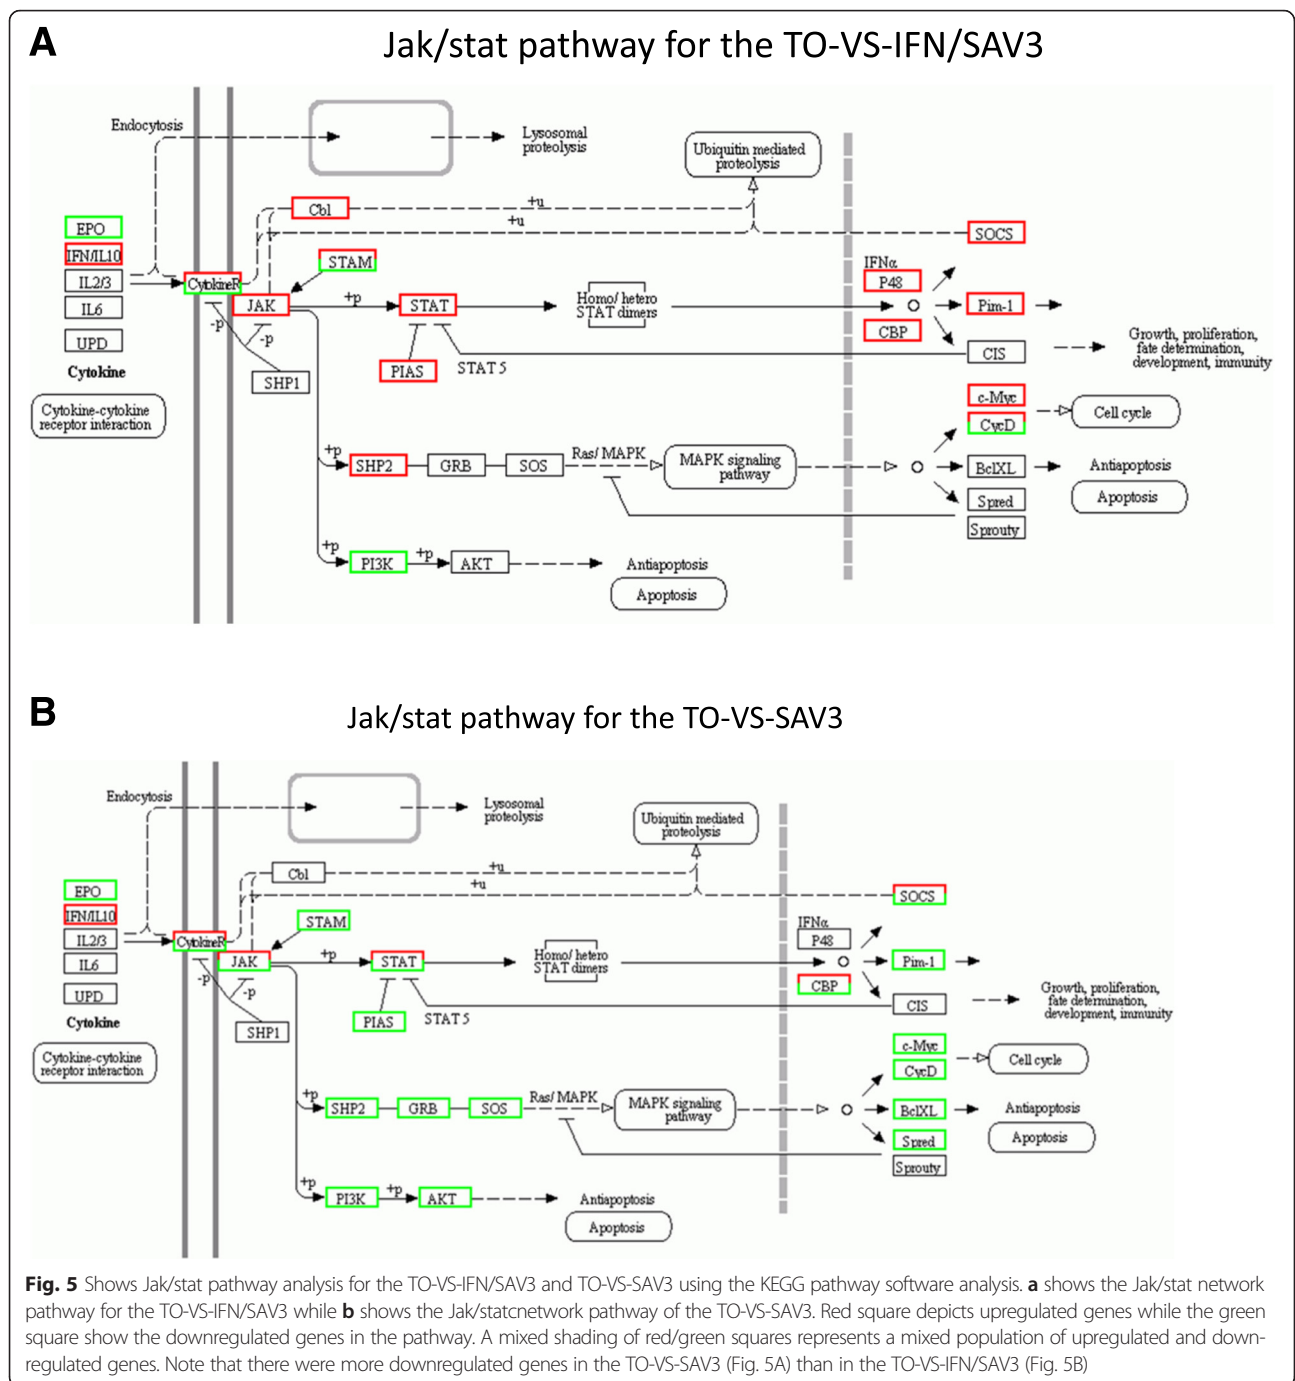 A
Jak/stat pathway for the TO-VS-IFN/SAV3
Endocytosis
Lysosomal
proteolysis
Ubiquitin mediated
proteolysis
Cbl
+u
+u
EPO
IFN/IL10
IL2/3
IL6
UPD
Cytokine
Cytokine-cytokine
receptor interaction
CytokineR
STAM
JAK
-p
-p
SHP1
+p
STAT
PIAS
STAT 5
Homo/ hetero
STAT dimers
IFNα
P48
CBP
SOCS
Pim-1
CIS
Growth, proliferation,
fate determination,
development, immunity
c-Myc
CycD
Cell cycle
+p
SHP2
GRB
SOS
Ras/ MAPK
MAPK signaling
pathway
BclXL
Antiapoptosis
Spred
Apoptosis
Sprouty
+p
PI3K
+p
AKT
Antiapoptosis
Apoptosis
B
Jak/stat pathway for the TO-VS-SAV3
Endocytosis
Lysosomal
proteolysis
Ubiquitin mediated
proteolysis
Cbl
+u
+u
EPO
IFN/IL10
IL2/3
IL6
UPD
Cytokine
Cytokine-cytokine
receptor interaction
CytokineR
STAM
JAK
-p
-p
SHP1
+p
STAT
PIAS
STAT 5
Homo/ hetero
STAT dimers
IFNα
P48
CBP
SOCS
Pim-1
CIS
Growth, proliferation,
fate determination,
development, immunity
c-Myc
CycD
Cell cycle
+p
SHP2
GRB
SOS
Ras/ MAPK
MAPK signaling
pathway
BclXL
Antiapoptosis
Spred
Apoptosis
Sprouty
+p
PI3K
+p
AKT
Antiapoptosis
Apoptosis
Fig. 5 Shows Jak/stat pathway analysis for the TO-VS-IFN/SAV3 and TO-VS-SAV3 using the KEGG pathway software analysis. a shows the Jak/stat network
pathway for the TO-VS-IFN/SAV3 while b shows the Jak/statcnetwork pathway of the TO-VS-SAV3. Red square depicts upregulated genes while the green
square show the downregulated genes in the pathway. A mixed shading of red/green squares represents a mixed population of upregulated and down-
regulated genes. Note that there were more downregulated genes in the TO-VS-SAV3 (Fig. 5A) than in the TO-VS-IFN/SAV3 (Fig. 5B)